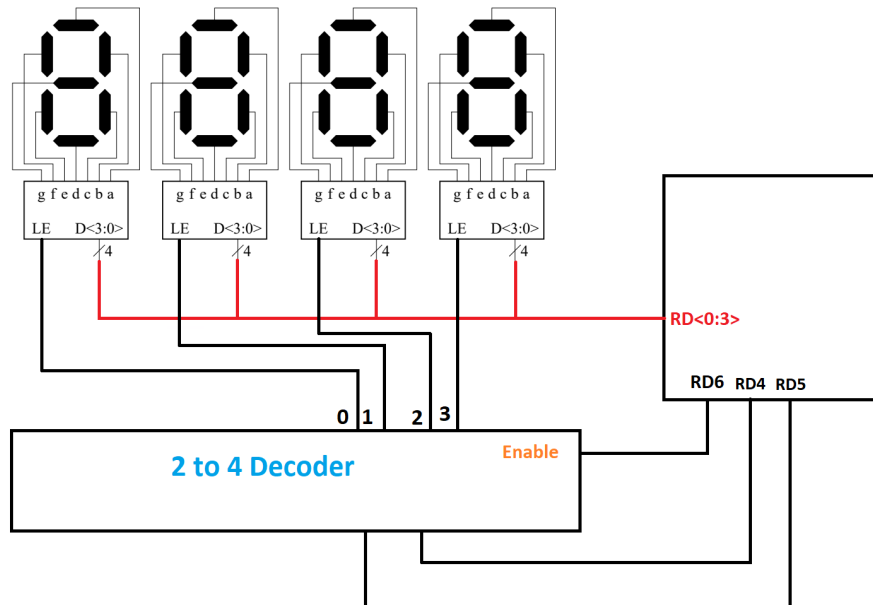 g f e d c b a
g f e d c b a
g f e d c b a
g f e d c b a
LE D<3:0>
LE D<3:0>
LE D<3:0>
LE D<3:0>
4
4
4
4
RD<0:3>
RD6 RD4 RD5
0 1 2 3
2 to 4 Decoder
Enable